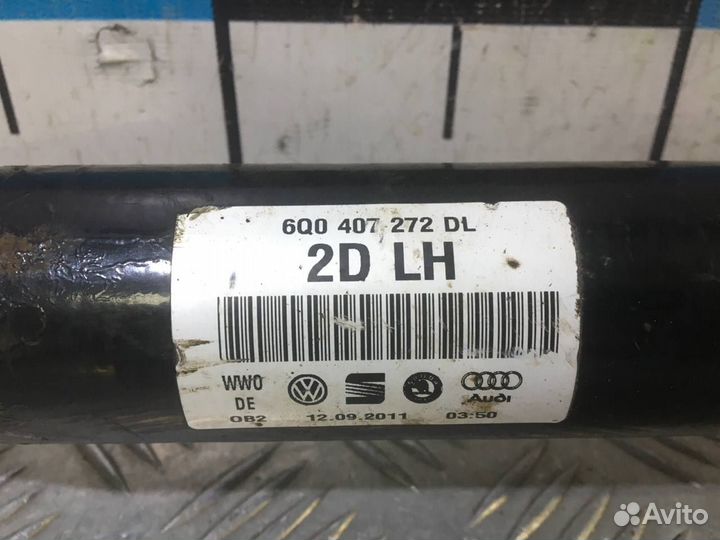 6Q0 407 272 DL
2D LH
WWO
DE
OB2 12.09.2011 03:50
Audi
Avito